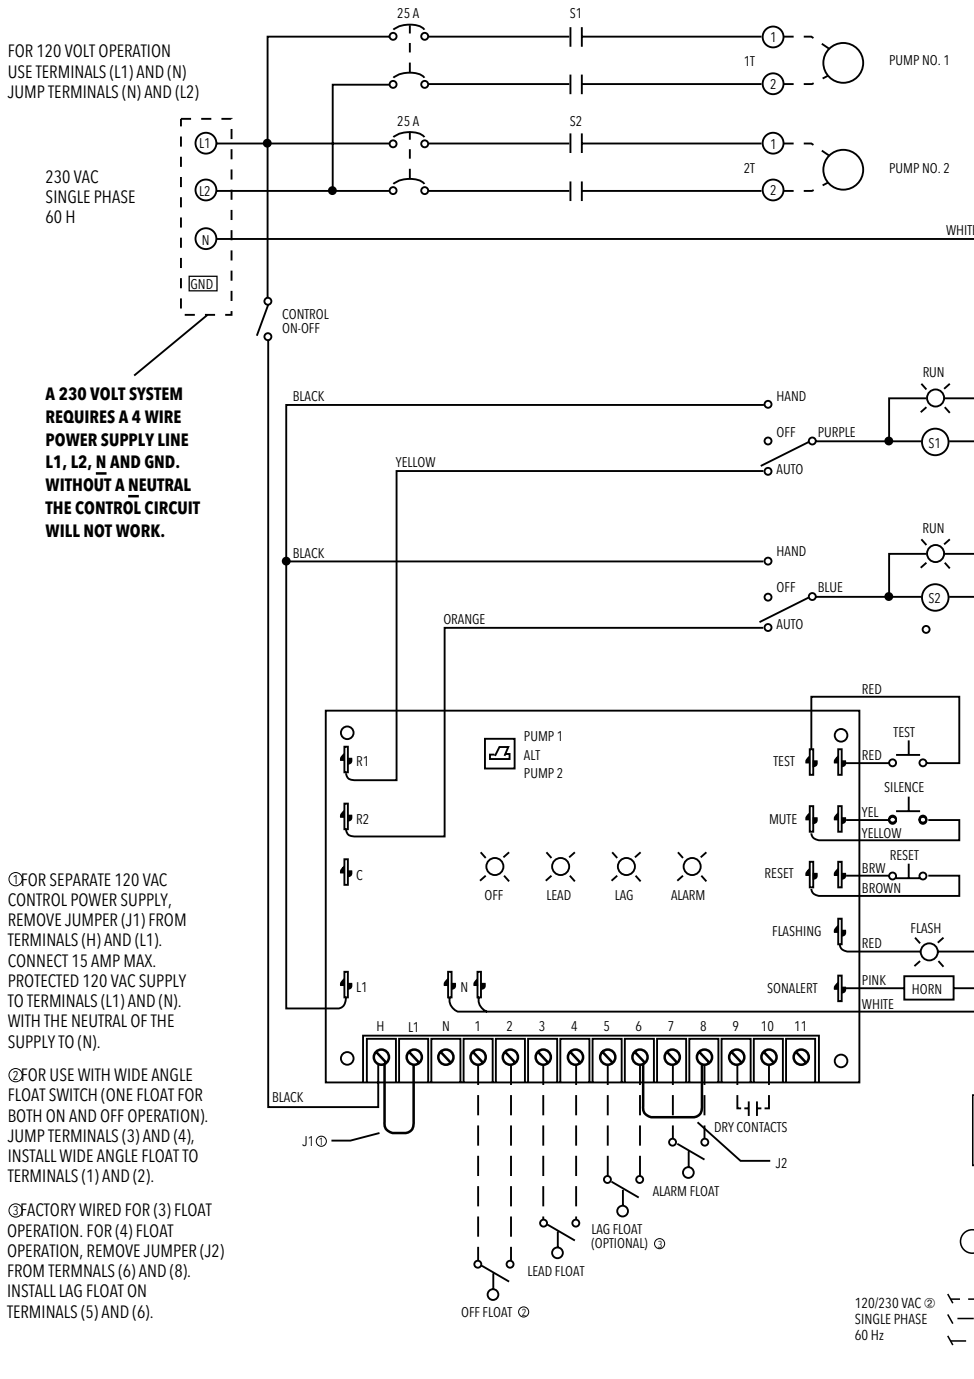 FOR 120 VOLT OPERATION
USE TERMINALS (L1) AND (N)
JUMP TERMINALS (N) AND (L2)
25 A
S1
1
1T
2
PUMP NO. 1
25 A
S2
1
2T
2
PUMP NO. 2
230 VAC
SINGLE PHASE
60 H
L1
L2
N
GND
WHITE
CONTROL
ON-OFF
A 230 VOLT SYSTEM
REQUIRES A 4 WIRE
POWER SUPPLY LINE
L1, L2, N AND GND.
WITHOUT A NEUTRAL
THE CONTROL CIRCUIT
WILL NOT WORK.
BLACK
HAND
OFF
AUTO
PURPLE
RUN
S1
YELLOW
BLACK
HAND
OFF
AUTO
BLUE
RUN
S2
ORANGE
RED
R1
PUMP 1
ALT
PUMP 2
TEST
RED
TEST
R2
MUTE
YEL
SILENCE
YELLOW
C
OFF
LEAD
LAG
ALARM
RESET
BRW
RESET
BROWN
FLASHING
RED
FLASH
L1
N
SONALERT
PINK
HORN
WHITE
H L1 N 1 2 3 4 5 6 7 8 9 10 11
BLACK
J1 ①
DRY CONTACTS
J2
ALARM FLOAT
LAG FLOAT
(OPTIONAL) ③
LEAD FLOAT
OFF FLOAT ②
①FOR SEPARATE 120 VAC
CONTROL POWER SUPPLY,
REMOVE JUMPER (J1) FROM
TERMINALS (H) AND (L1).
CONNECT 15 AMP MAX.
PROTECTED 120 VAC SUPPLY
TO TERMINALS (L1) AND (N).
WITH THE NEUTRAL OF THE
SUPPLY TO (N).
②FOR USE WITH WIDE ANGLE
FLOAT SWITCH (ONE FLOAT FOR
BOTH ON AND OFF OPERATION).
JUMP TERMINALS (3) AND (4),
INSTALL WIDE ANGLE FLOAT TO
TERMINALS (1) AND (2).
③FACTORY WIRED FOR (3) FLOAT
OPERATION. FOR (4) FLOAT
OPERATION, REMOVE JUMPER (J2)
FROM TERMNALS (6) AND (8).
INSTALL LAG FLOAT ON
TERMINALS (5) AND (6).
120/230 VAC ②
SINGLE PHASE
60 Hz